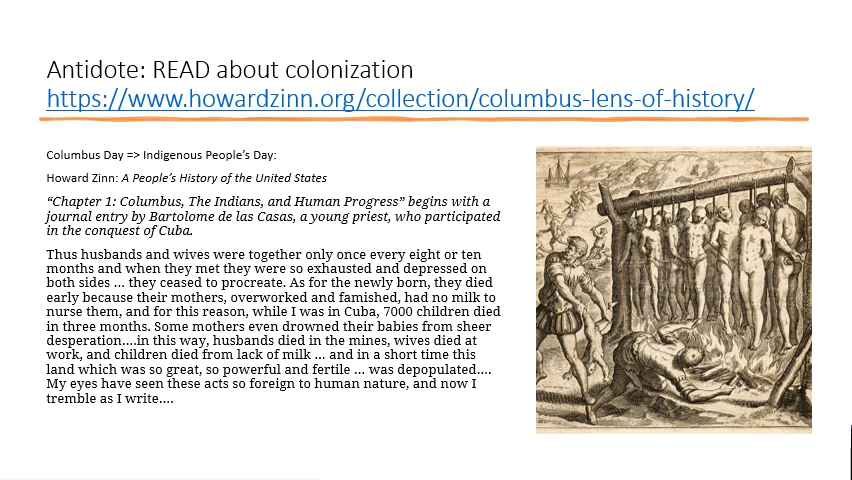 Antidote: READ about colonization
https://www.howardzinn.org/collection/columbus-lens-of-history/
Columbus Day => Indigenous People's Day:
Howard Zinn: A People's History of the United States
“Chapter 1: Columbus, The Indians, and Human Progress” begins with a
journal entry by Bartolome de las Casas, a young priest, who participated
in the conquest of Cuba.
Thus husbands and wives were together only once every eight or ten
months and when they met they were so exhausted and depressed on
both sides ... they ceased to procreate. As for the newly born, they died
early because their mothers, overworked and famished, had no milk to
nurse them, and for this reason, while I was in Cuba, 7000 children died
in three months. Some mothers even drowned their babies from sheer
desperation....in this way, husbands died in the mines, wives died at
work, and children died from lack of milk ... and in a short time this
land which was so great, so powerful and fertile ... was depopulated....
My eyes have seen these acts so foreign to human nature, and now I
tremble as I write....